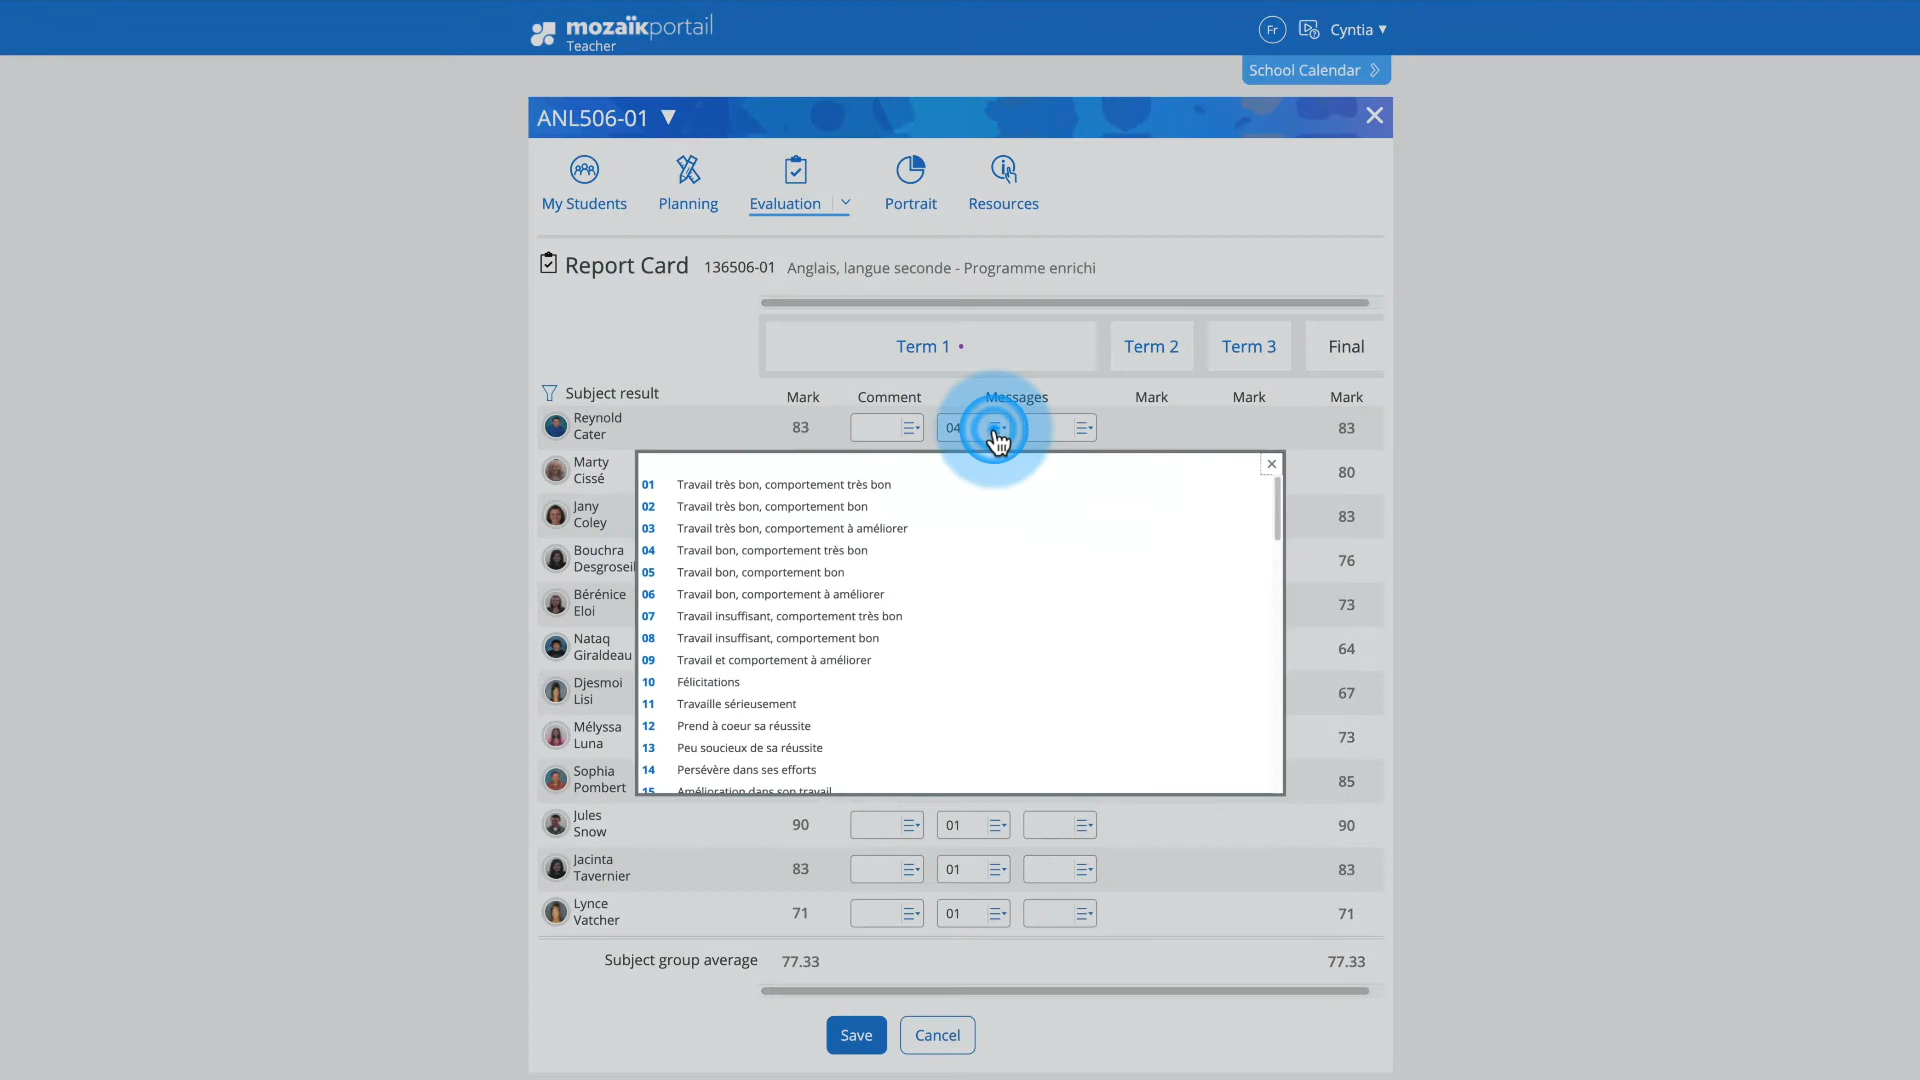 mozaïkportail
Teacher
Fr
Cyntia ▼
School Calendar
ANL506-01 ▼
My Students
Planning
Evaluation
Portrait
Resources
Report Card 136506-01 Anglais, langue seconde - Programme enrichi
Term 1 •
Term 2
Term 3
Final
Subject result
Mark
Comment
Messages
Mark
Mark
Mark
Reynold
Cater
83
04
83
Marty
Cissé
80
Jany
Coley
83
Bouchra
76
Bérénice
Eloi
73
Nataq
Giraldeau
64
Djesmoi
Lisi
67
Mélyssa
Luna
73
Sophia
Pombert
85
01 Travail très bon, comportement très bon
02 Travail très bon, comportement bon
03 Travail très bon, comportement à améliorer
04 Travail bon, comportement très bon
05 Travail bon, comportement bon
06 Travail bon, comportement à améliorer
07 Travail insuffisant, comportement très bon
08 Travail insuffisant, comportement bon
09 Travail et comportement à améliorer
10 Félicitations
11 Travaille sérieusement
12 Prend à coeur sa réussite
13 Peu soucieux de sa réussite
14 Persévère dans ses efforts
15 Amélioration dans son travail
Jules
Snow
90
01
90
Jacinta
Tavernier
83
01
83
Lynce
Vatcher
71
01
71
Subject group average 77.33 77.33
Save
Cancel